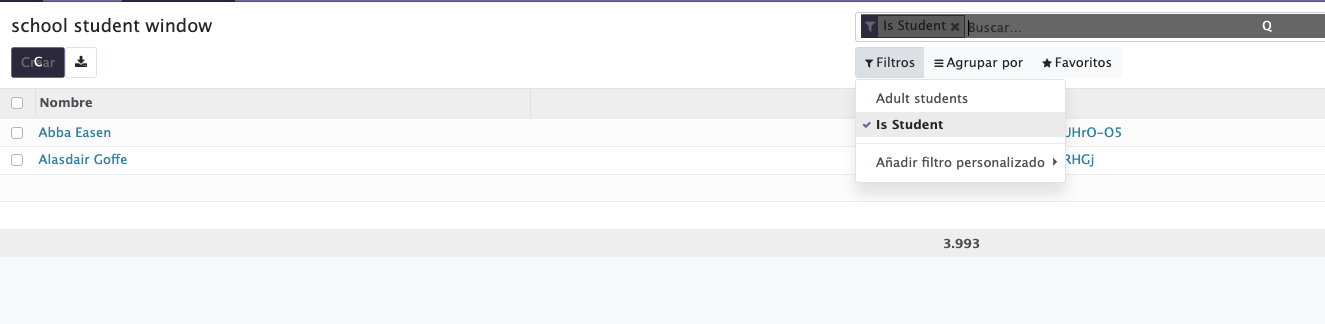 school student window
Is Student
Buscar...
Q
Crear
Filtros
Agrupar por
Favoritos
Nombre
Adult students
Is Student
Añadir filtro personalizado
Abba Easen
JHrO-O5
Alasdair Goffe
RHGj
3.993